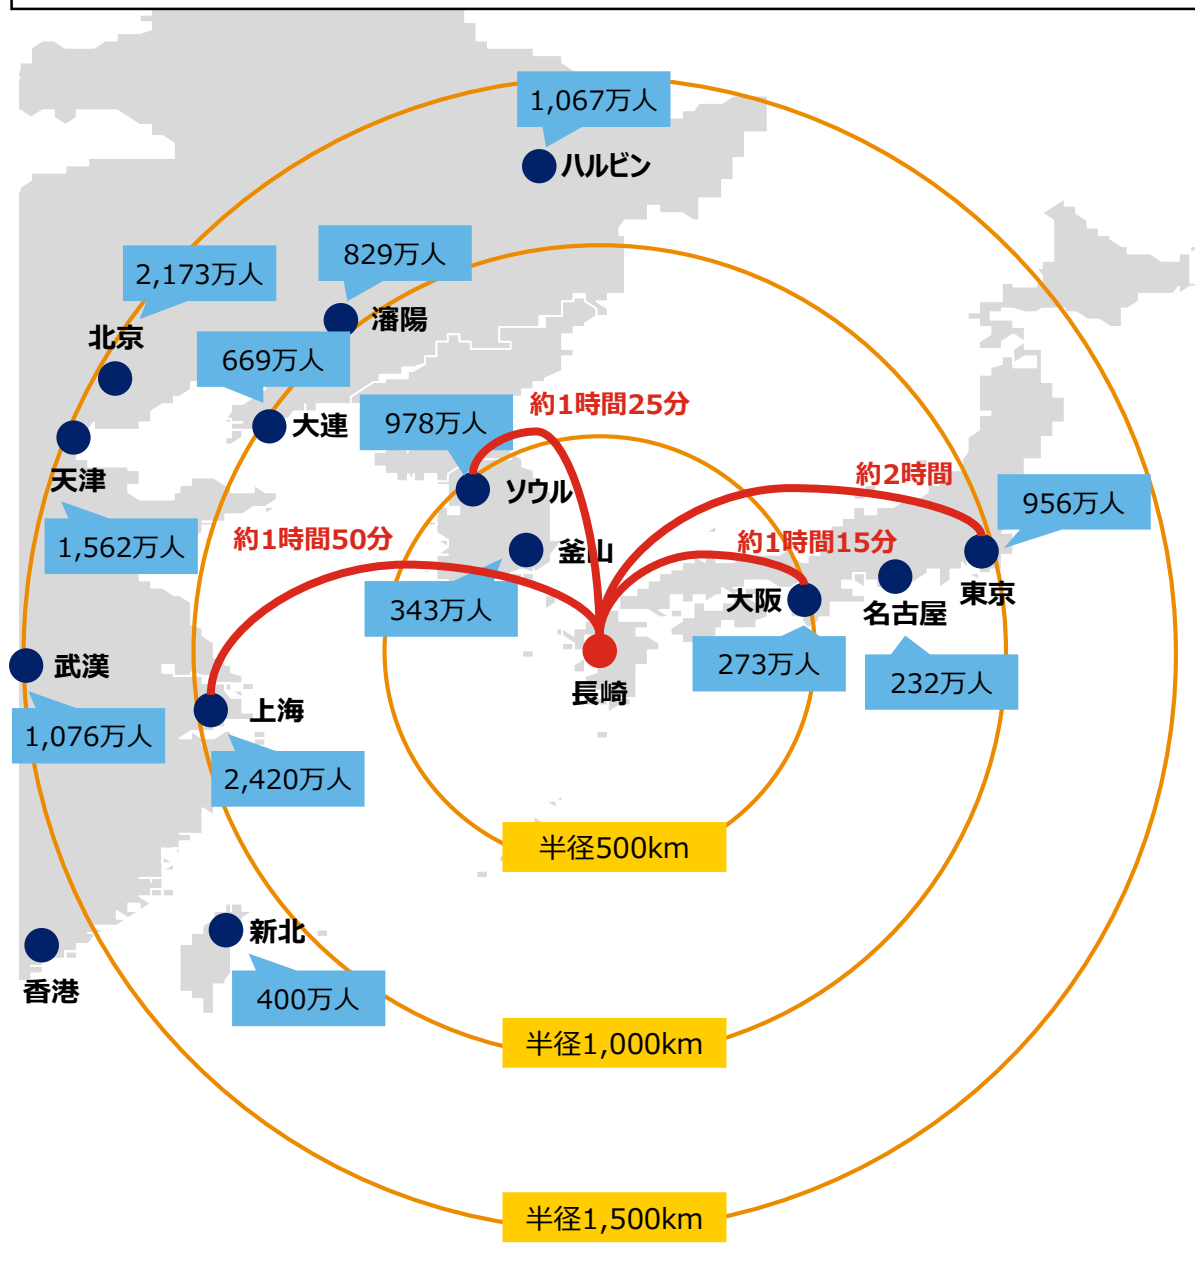 1,067万人
ハルビン
829万人
2,173万人
瀋陽
北京
669万人
978万人
約1時間25分
大連
天津
ソウル
約2時間
956万人
1,562万人
約1時間50分
釜山
約1時間15分
343万人
大阪
名古屋
東京
武漢
273万人
232万人
長崎
上海
1,076万人
2,420万人
半径500km
新北
香港
400万人
半径1,000km
半径1,500km